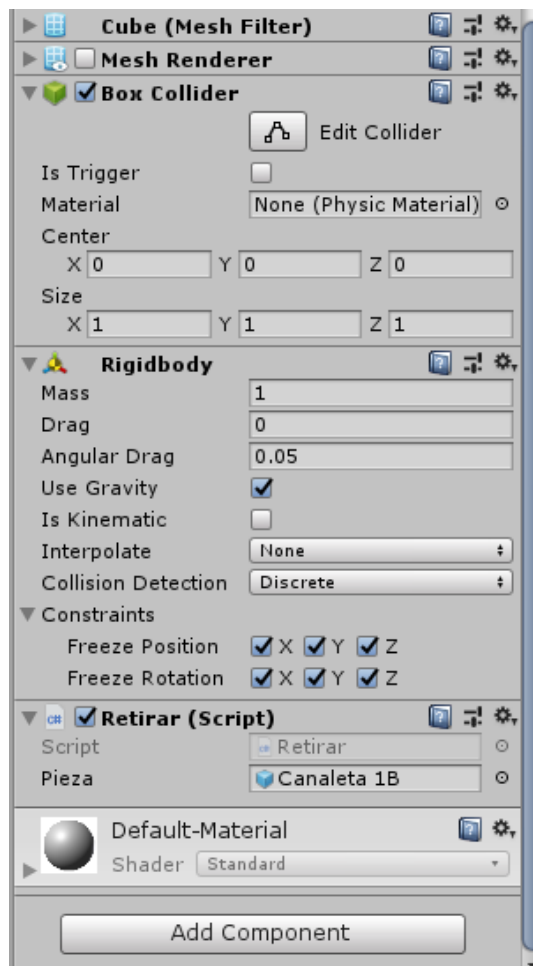 Cube (Mesh Filter)
Mesh Renderer
Box Collider
Edit Collider
Is Trigger
Material None (Physic Material)
Center
X 0 Y 0 Z 0
Size
X 1 Y 1 Z 1
Rigidbody
Mass 1
Drag 0
Angular Drag 0.05
Use Gravity
Is Kinematic
Interpolate None
Collision Detection Discrete
Constraints
Freeze Position X Y Z
Freeze Rotation X Y Z
c# Retirar (Script)
Script Retirar
Pieza Canaleta 1B
Default-Material
Shader Standard
Add Component